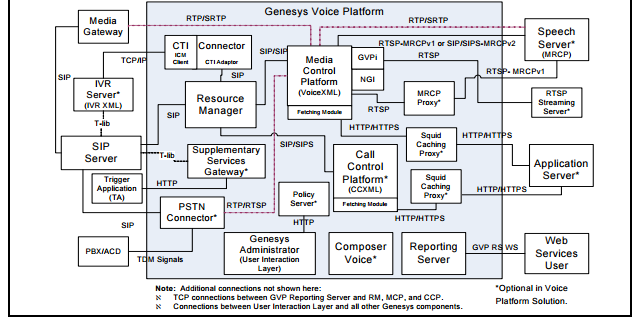 Genesys Voice Platform
Media
Gateway
RTP/SRTP
RTP/SRTP
Speech
Server*
(MRCP)
CTI
ICM
Client
Connector
CTI Adaptor
SIP/SIPS
Media
Control
Platform
(VoiceXML)
Fetching Module
GVPi
NGI
RTSP-MRCPv1 or SIP/SIPS-MRCPv2
RTSP
RTSP- MRCPv1
TCP/IP
SIP
SIP
IVR
Server*
(IVR XML)
Resource
Manager
MRCP
Proxy*
RTSP
RTSP
Streaming
Server*
T-lib
SIP
HTTP/HTTPS
Squid
Caching
Proxy*
HTTP/HTTPS
SIP
Server
SIP/SIPS
T-lib
Supplementary
Services
Gateway*
Call
Control
Platform*
(CCXML)
Fetching Module
Application
Server*
Squid
Caching
Proxy*
HTTP/HTTPS
Trigger
Application
(TA)
HTTP
Policy
Server*
PSTN
Connector*
RTP/RTSP
HTTP/HTTPS
SIP
HTTP
PBX/ACD
TDM Signals
Genesys
Administrator
(User Interaction
Layer)
Composer
Voice*
Reporting
Server
GVP RS WS
Web
Services
User
Note: Additional connections not shown here:
ℵ TCP connections between GVP Reporting Server and RM, MCP, and CCP.
ℵ Connections between User Interaction Layer and all other Genesys components.
*Optional in Voice
Platform Solution.